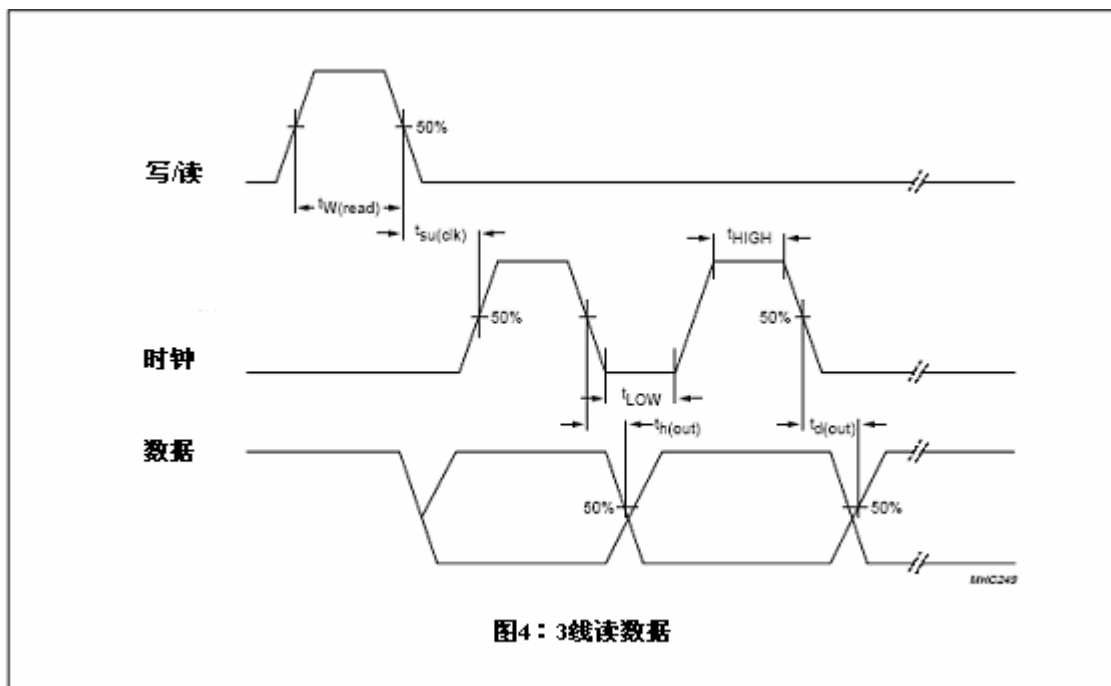 50%
写/读
tW(read)
tsu(clk)
tHIGH
50%
50%
时钟
tLOW
th(out)
td(out)
数据
50%
50%
MHC249
图4：3线读数据